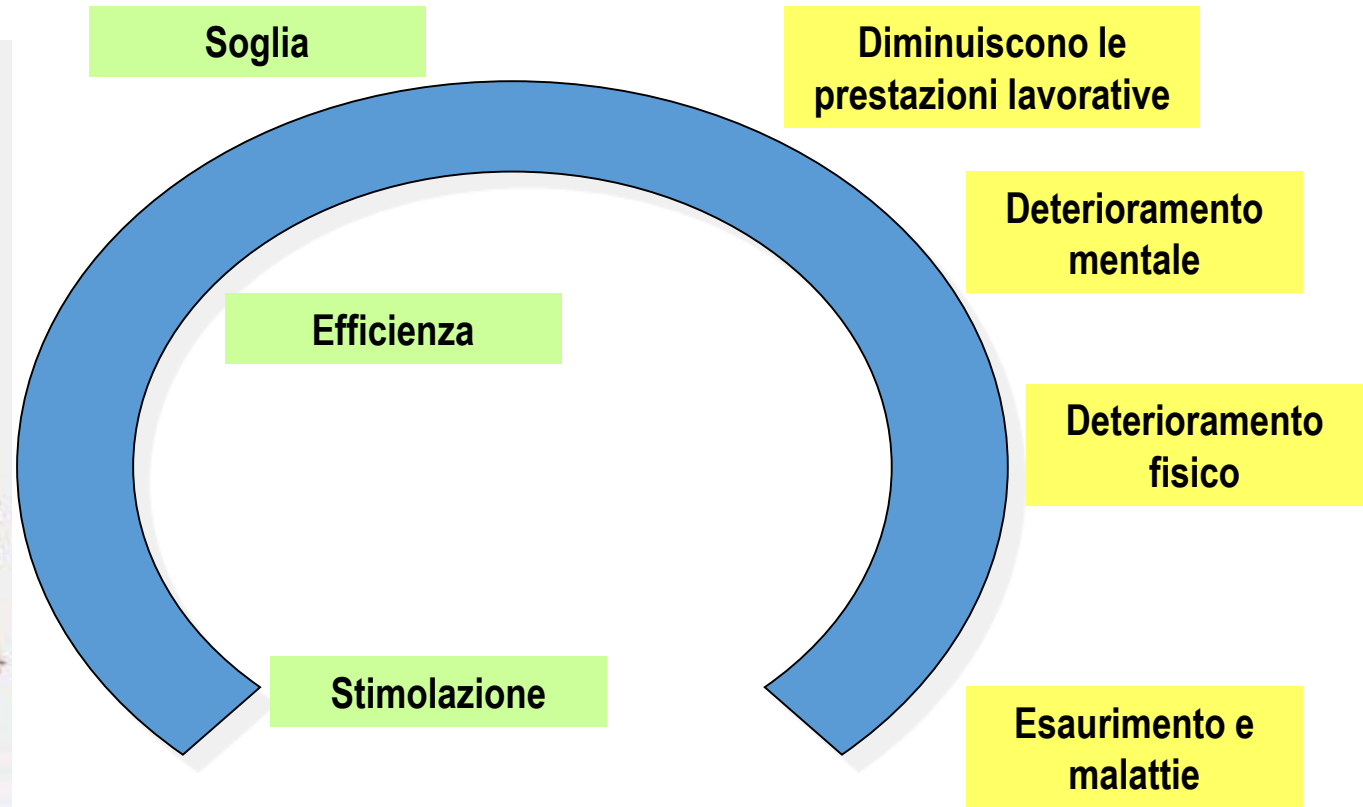 Soglia
Diminuiscono le
prestazioni lavorative
Deterioramento
mentale
Efficienza
Deterioramento
fisico
Stimolazione
Esaurimento e
malattie